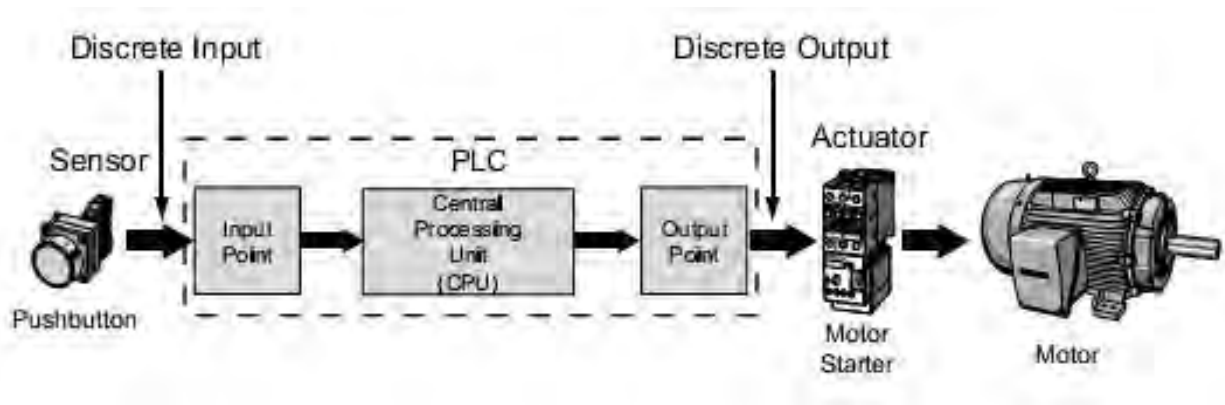 Discrete Input
Discrete Output
Sensor
PLC
Actuator
Input
Point
Central
Processing
Unit
(CPU)
Output
Point
Pushbutton
Motor
Starter
Motor